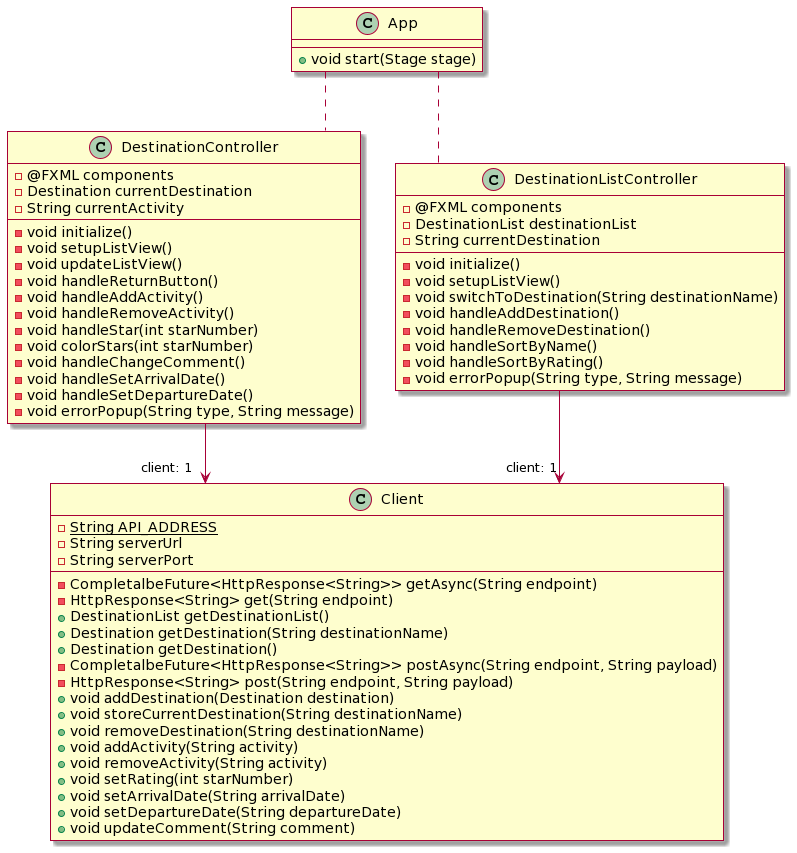 C App
void start(Stage stage)
C DestinationController
@FXML components
Destination currentDestination
String currentActivity
void initialize()
void setupListView()
void updateListView()
void handleReturnButton()
void handleAddActivity()
void handleRemoveActivity()
void handleStar(int starNumber)
void colorStars(int starNumber)
void handleChangeComment()
void handleSetArrivalDate()
void handleSetDepartureDate()
void errorPopup(String type, String message)
C DestinationListController
@FXML components
DestinationList destinationList
String currentDestination
void initialize()
void setupListView()
void switchToDestination(String destinationName)
void handleAddDestination()
void handleRemoveDestination()
void handleSortByName()
void handleSortByRating()
void errorPopup(String type, String message)
client: 1
client: 1
C Client
String API_ADDRESS
String serverUrl
String serverPort
CompletalbeFuture<HttpResponse<String>> getAsync(String endpoint)
HttpResponse<String> get(String endpoint)
DestinationList getDestinationList()
Destination getDestination(String destinationName)
Destination getDestination()
CompletalbeFuture<HttpResponse<String>> postAsync(String endpoint, String payload)
HttpResponse<String> post(String endpoint, String payload)
void addDestination(Destination destination)
void storeCurrentDestination(String destinationName)
void removeDestination(String destinationName)
void addActivity(String activity)
void removeActivity(String activity)
void setRating(int starNumber)
void setArrivalDate(String arrivalDate)
void setDepartureDate(String departureDate)
void updateComment(String comment)